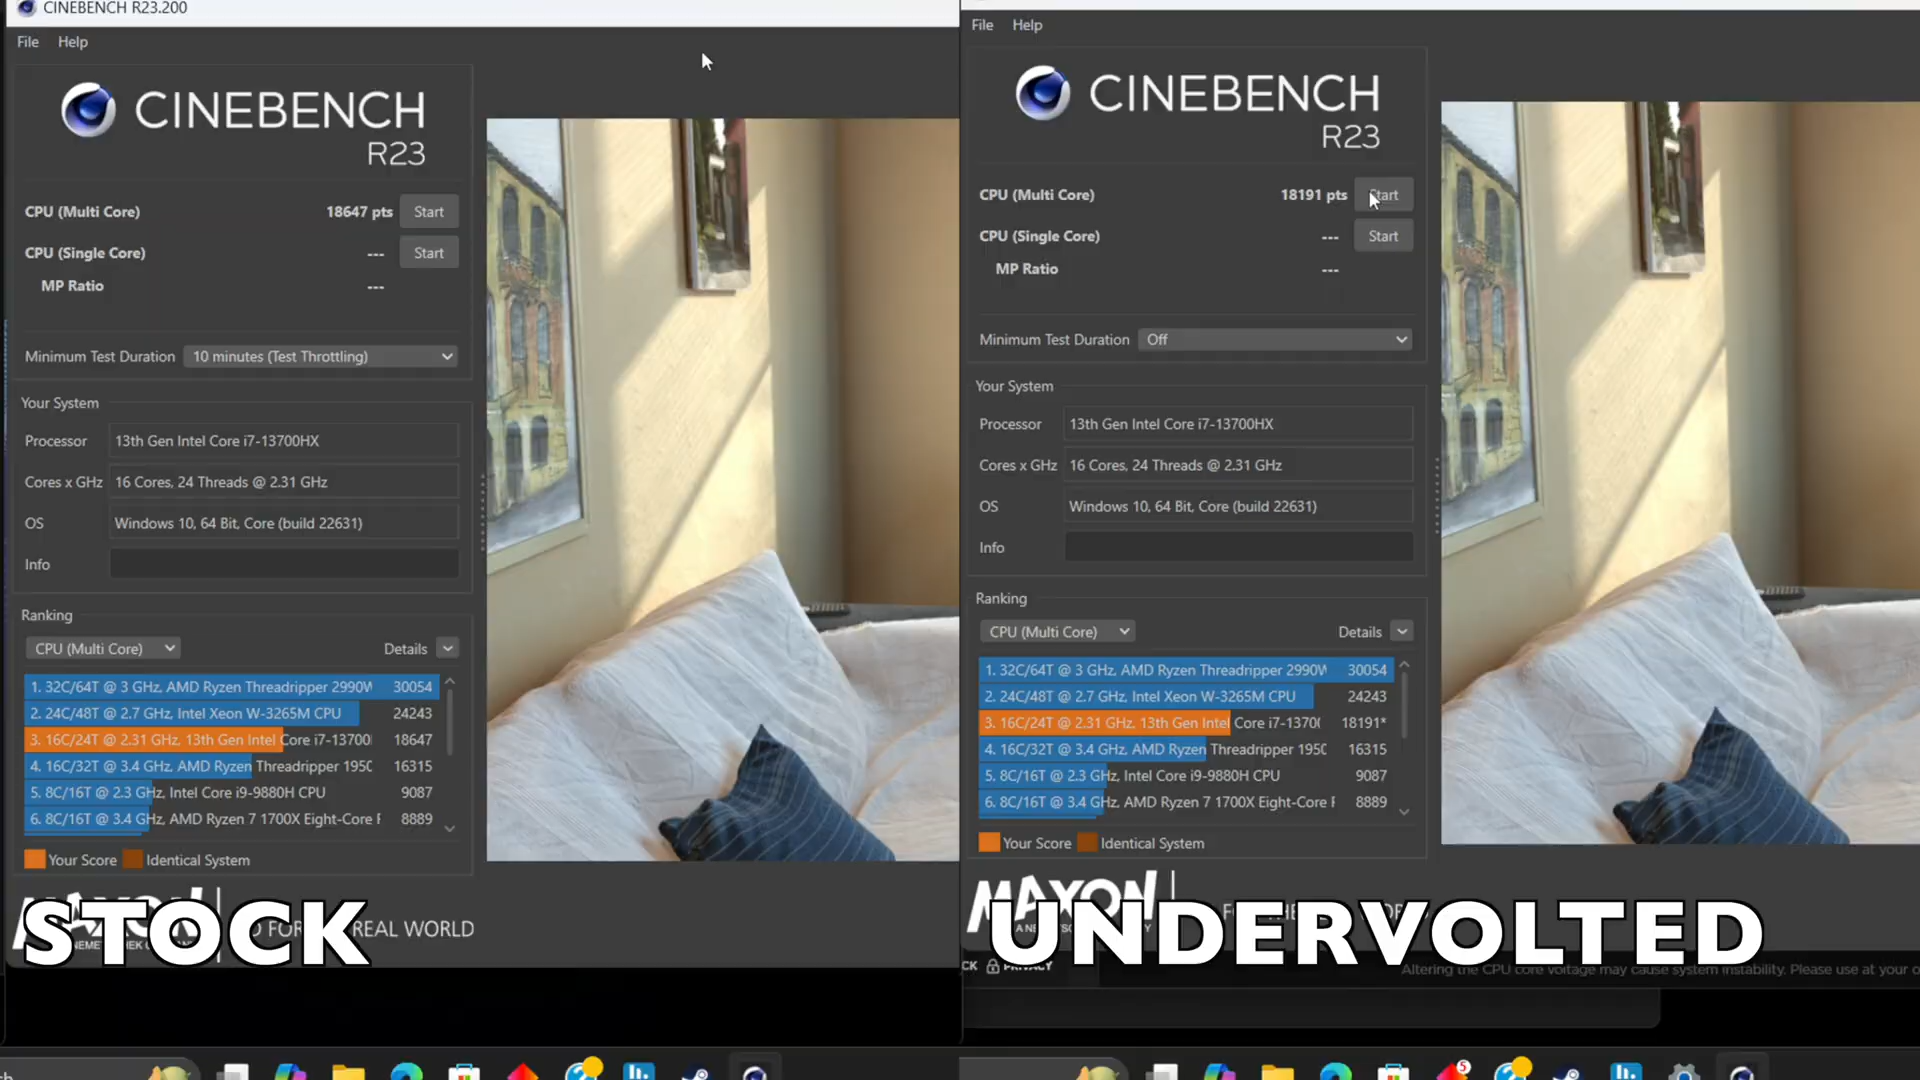 CINEBENCH R23.200
File Help
CINEBENCH
R23
CPU (Multi Core) 18647 pts Start
CPU (Single Core) --- Start
MP Ratio ---
Minimum Test Duration 10 minutes (Test Throttling)
Your System
Processor 13th Gen Intel Core i7-13700HX
Cores x GHz 16 Cores, 24 Threads @ 2.31 GHz
OS Windows 10, 64 Bit, Core (build 22631)
Info
Ranking
CPU (Multi Core) Details
1. 32C/64T @ 3 GHz, AMD Ryzen Threadripper 2990W 30054
2. 24C/48T @ 2.7 GHz, Intel Xeon W-3265M CPU 24243
3. 16C/24T @ 2.31 GHz, 13th Gen Intel Core i7-13700 18647
4. 16C/32T @ 3.4 GHz, AMD Ryzen Threadripper 1950 16315
5. 8C/16T @ 2.3 GHz, Intel Core i9-9880H CPU 9087
6. 8C/16T @ 3.4 GHz, AMD Ryzen 7 1700X Eight-Core 8889
Your Score Identical System
REAL WORLD
STOCK
File Help
CINEBENCH
R23
CPU (Multi Core) 18191 pts Start
CPU (Single Core) --- Start
MP Ratio ---
Minimum Test Duration Off
Your System
Processor 13th Gen Intel Core i7-13700HX
Cores x GHz 16 Cores, 24 Threads @ 2.31 GHz
OS Windows 10, 64 Bit, Core (build 22631)
Info
Ranking
CPU (Multi Core) Details
1. 32C/64T @ 3 GHz, AMD Ryzen Threadripper 2990W 30054
2. 24C/48T @ 2.7 GHz, Intel Xeon W-3265M CPU 24243
3. 16C/24T @ 2.31 GHz, 13th Gen Intel Core i7-1370 18191*
4. 16C/32T @ 3.4 GHz, AMD Ryzen Threadripper 195 16315
5. 8C/16T @ 2.3 GHz, Intel Core i9-9880H CPU 9087
6. 8C/16T @ 3.4 GHz, AMD Ryzen 7 1700X Eight-Core 8889
Your Score Identical System
MAXON
UNDERVOLTED
PRIVACY
Altering the CPU core voltage may cause system instability. Please use at your
5